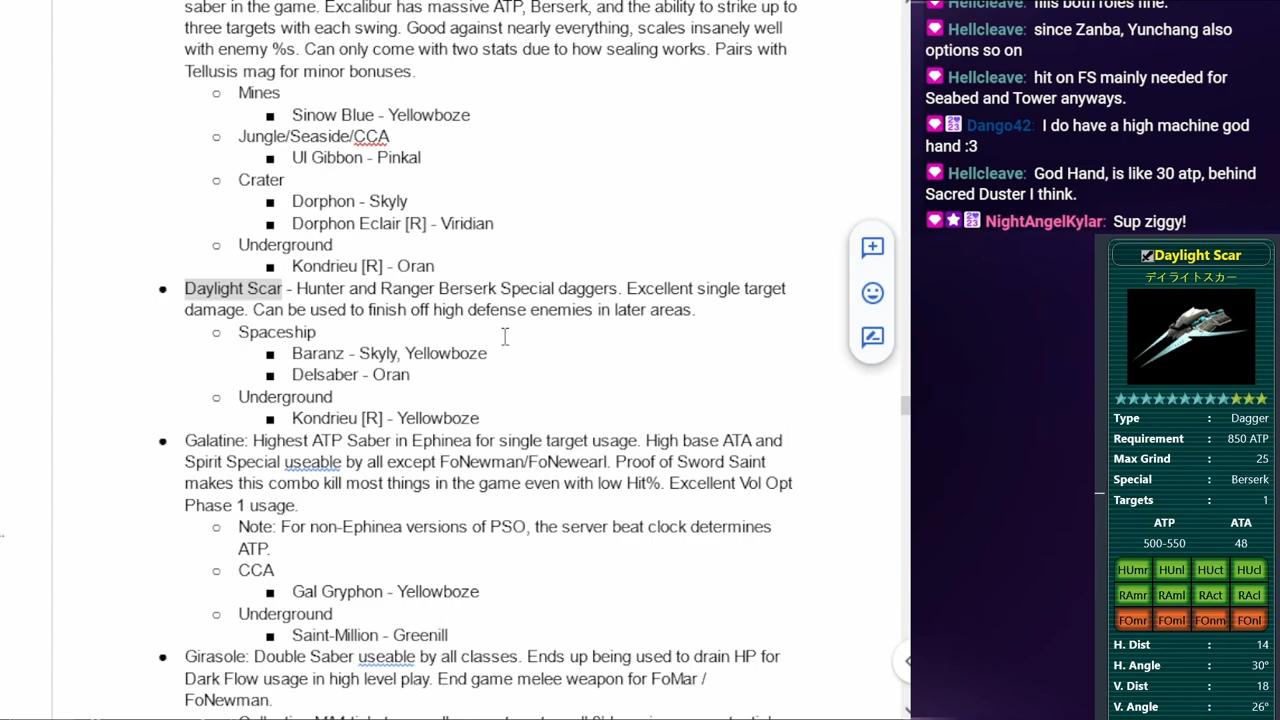 saber in the game. Excalibur has massive ATP, Berserk, and the ability to strike up to
three targets with each swing. Good against nearly everything, scales insanely well
with enemy %s. Can only come with two stats due to how sealing works. Pairs with
Tellusis mag for minor bonuses.
○ Mines
■ Sinow Blue - Yellowboze
○ Jungle/Seaside/CCA
■ Ul Gibbon - Pinkal
○ Crater
■ Dorphon - Skyly
■ Dorphon Eclair [R] - Viridian
○ Underground
■ Kondrieu [R] - Oran
● Daylight Scar - Hunter and Ranger Berserk Special daggers. Excellent single target
damage. Can be used to finish off high defense enemies in later areas.
○ Spaceship
■ Baranz - Skyly, Yellowboze
■ Delsaber - Oran
○ Underground
■ Kondrieu [R] - Yellowboze
● Galatine: Highest ATP Saber in Ephinea for single target usage. High base ATA and
Spirit Special useable by all except FoNewman/FoNewearl. Proof of Sword Saint
makes this combo kill most things in the game even with low Hit%. Excellent Vol Opt
Phase 1 usage.
○ Note: For non-Ephinea versions of PSO, the server beat clock determines
ATP.
○ CCA
■ Gal Gryphon - Yellowboze
○ Underground
■ Saint-Million - Greenill
● Girasole: Double Saber useable by all classes. Ends up being used to drain HP for
Dark Flow usage in high level play. End game melee weapon for FoMar /
FoNewman.
Hellcleave: fills both roles fine.
Hellcleave: since Zanba, Yunchang also
options so on
Hellcleave: hit on FS mainly needed for
Seabed and Tower anyways.
Dango42: I do have a high machine god
hand :3
Hellcleave: God Hand, is like 30 atp, behind
Sacred Duster I think.
NightAngelKylar: Sup ziggy!
Daylight Scar
デイライトスカー
Type : Dagger
Requirement : 850 ATP
Max Grind : 25
Special : Berserk
Targets : 1
ATP ATA
500-550 48
HUmr HUnl HUct HUcl
RAmr RAml RAct RAcl
FOmr FOml FOnm FOnl
H. Dist : 14
H. Angle : 30°
V. Dist : 18
V. Angle : 26°